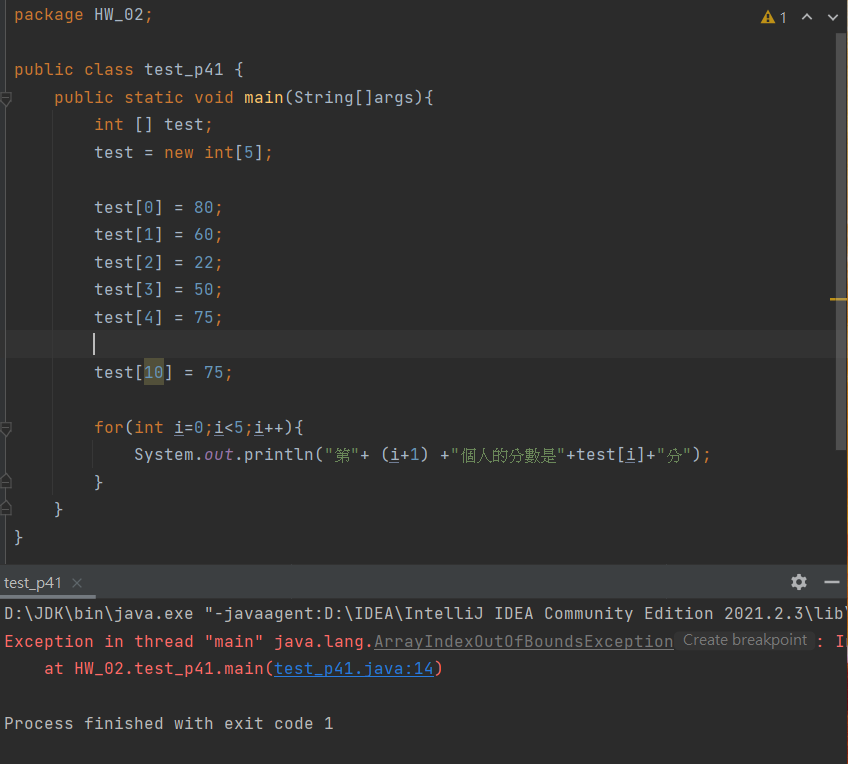 package HW_02;
1
public class test_p41 {
public static void main(String[]args){
int [] test;
test = new int[5];
test[0] = 80;
test[1] = 60;
test[2] = 22;
test[3] = 50;
test[4] = 75;
test[10] = 75;
for(int i=0;i<5;i++){
System.out.println("第"+ (i+1) +"個人的分數是"+test[i]+"分");
}
}
}
test_p41
D:\JDK\bin\java.exe "-javaagent:D:\IDEA\IntelliJ IDEA Community Edition 2021.2.3\lib\
Exception in thread "main" java.lang.ArrayIndexOutOfBoundsException Create breakpoint : I
at HW_02.test_p41.main(test_p41.java:14)
Process finished with exit code 1